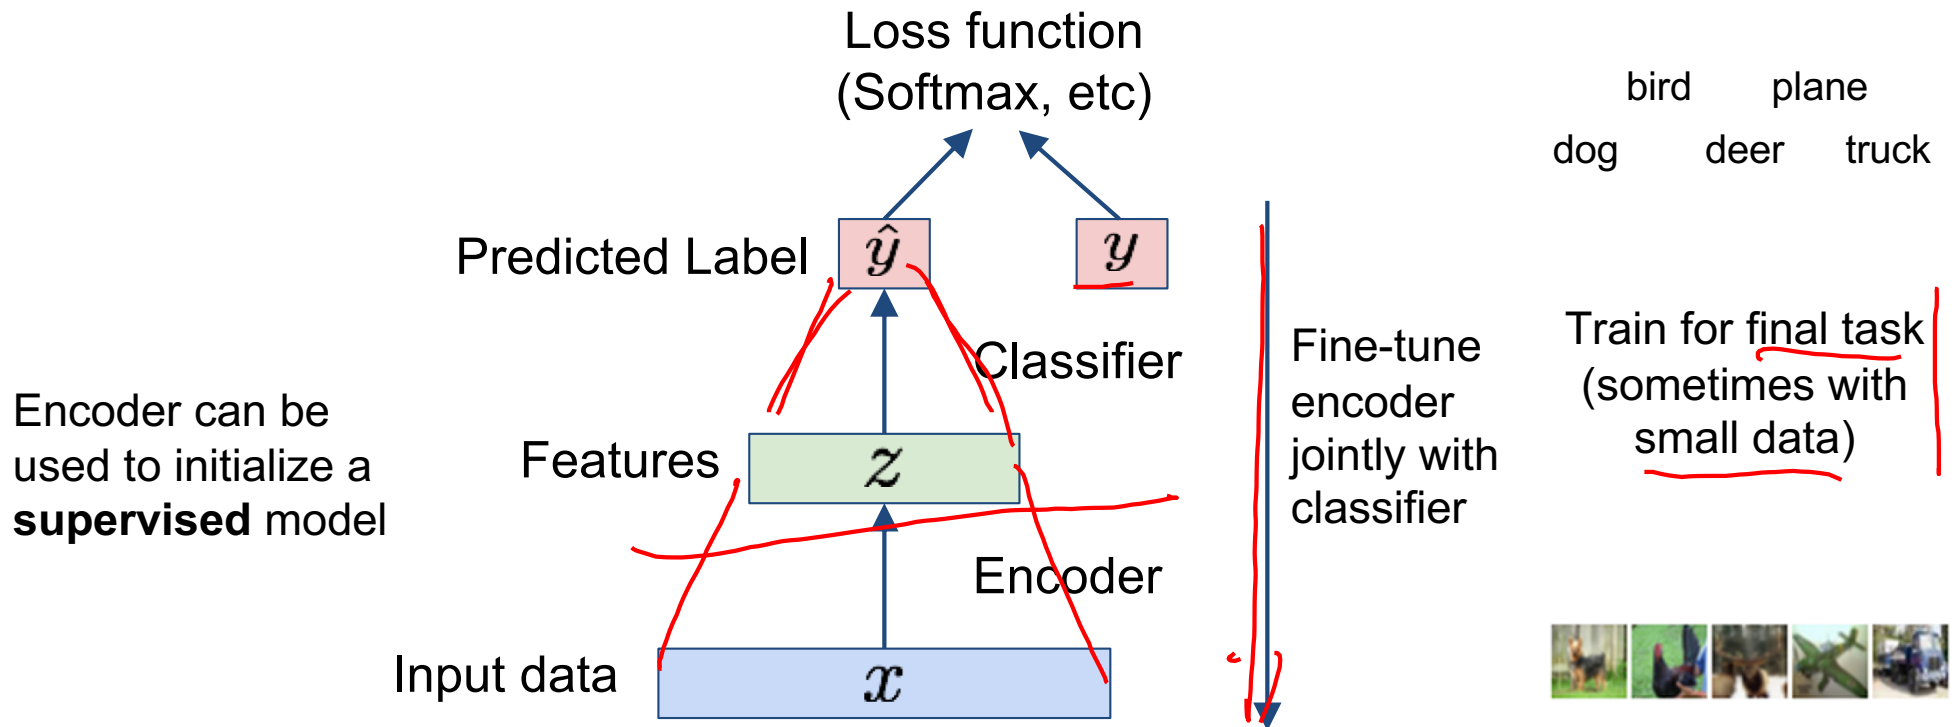 Loss function
(Softmax, etc)
bird plane
dog deer truck
Predicted Label
ŷ
y
Classifier
Fine-tune
encoder
jointly with
classifier
Train for final task
(sometimes with
small data)
Encoder can be
used to initialize a
supervised model
Features
z
Encoder
Input data
x